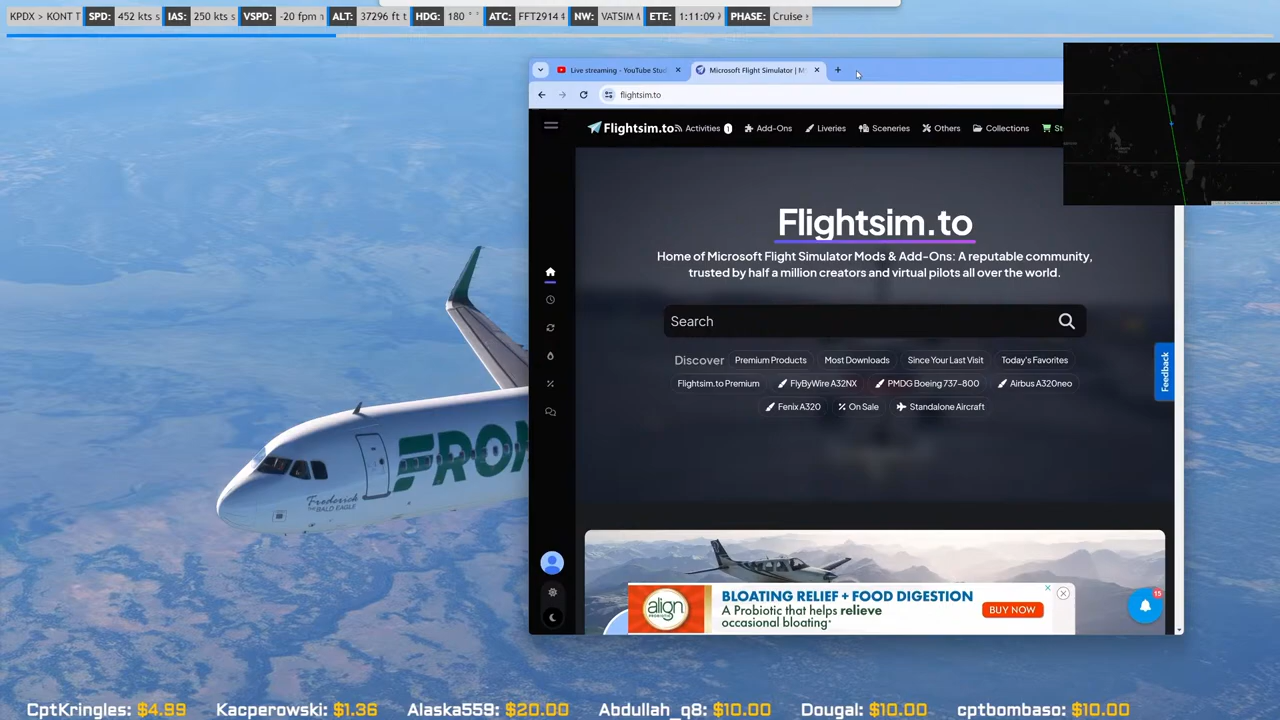 KPDX > KONT T SPD: 452 kts s IAS: 250 kts s VSPD: -20 fpm ALT: 37296 ft t HDG: 180 ° ATC: FFT2914 NW: VATSIM ETE: 1:11:09 PHASE: Cruise
Live streaming - YouTube Stud
Microsoft Flight Simulator | M
flightsim.to
Flightsim.to
Activities 1
Add-Ons
Liveries
Sceneries
Others
Collections
St
Flightsim.to
Home of Microsoft Flight Simulator Mods & Add-Ons: A reputable community,
trusted by half a million creators and virtual pilots all over the world.
Search
Discover Premium Products Most Downloads Since Your Last Visit Today's Favorites
Flightsim.to Premium FlyByWire A32NX PMDG Boeing 737-800 Airbus A320neo
Fenix A320 On Sale Standalone Aircraft
Feedback
FRON
Frederick
THE BALD EAGLE
align
PROBIOTIC
BLOATING RELIEF + FOOD DIGESTION
A Probiotic that helps relieve
occasional bloating*
BUY NOW
15
CptKringles: $4.99 Kacperowski: $1.36 Alaska559: $20.00 Abdullah_q8: $10.00 Dougal: $10.00 cptbombaso: $10.00